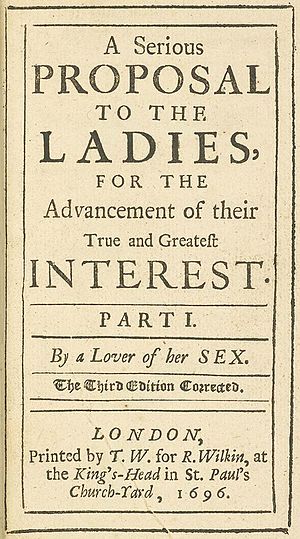 A Serious
PROPOSAL
TO THE
LADIES,
FOR THE
Advancement of their
True and Greateſt
INTEREST.
PART I.
By a Lover of her SEX.
The Third Edition Corrected.
LONDON,
Printed by T. W. for R. Wilkin, at
the King's-Head in St. Paul's
Church-Yard, 1696.